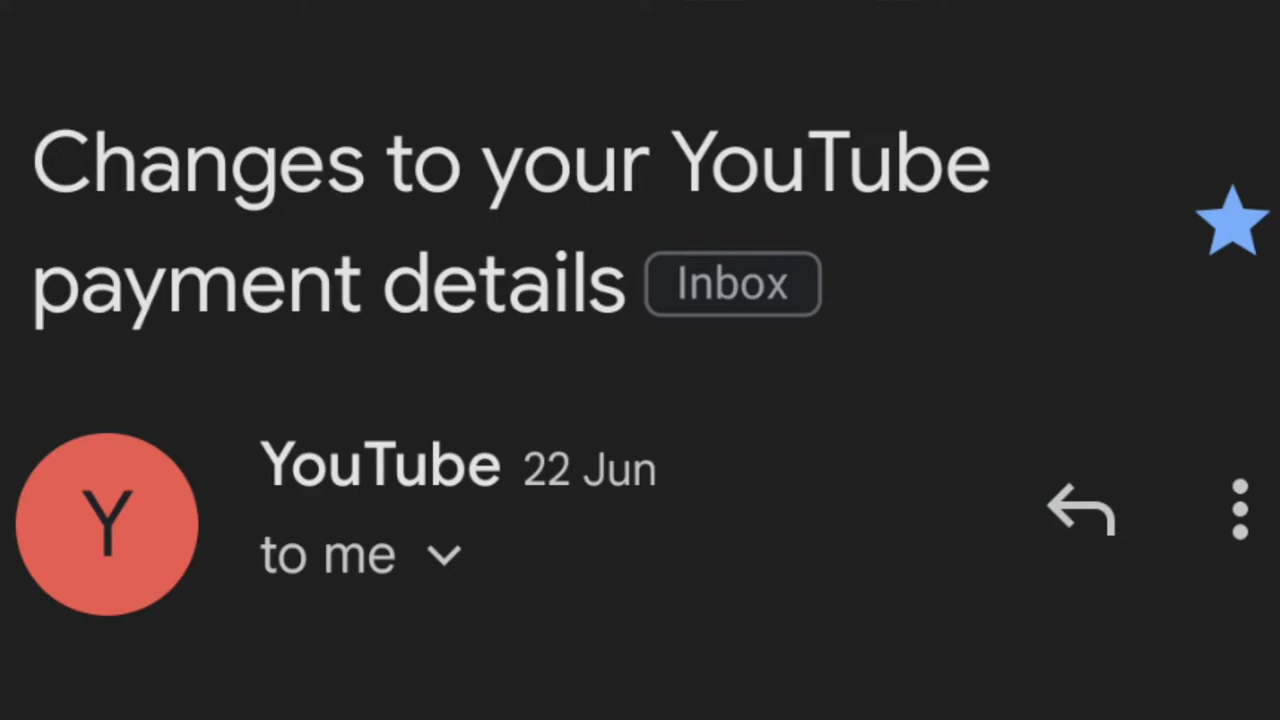 Changes to your YouTube
payment details Inbox
Y
YouTube 22 Jun
to me